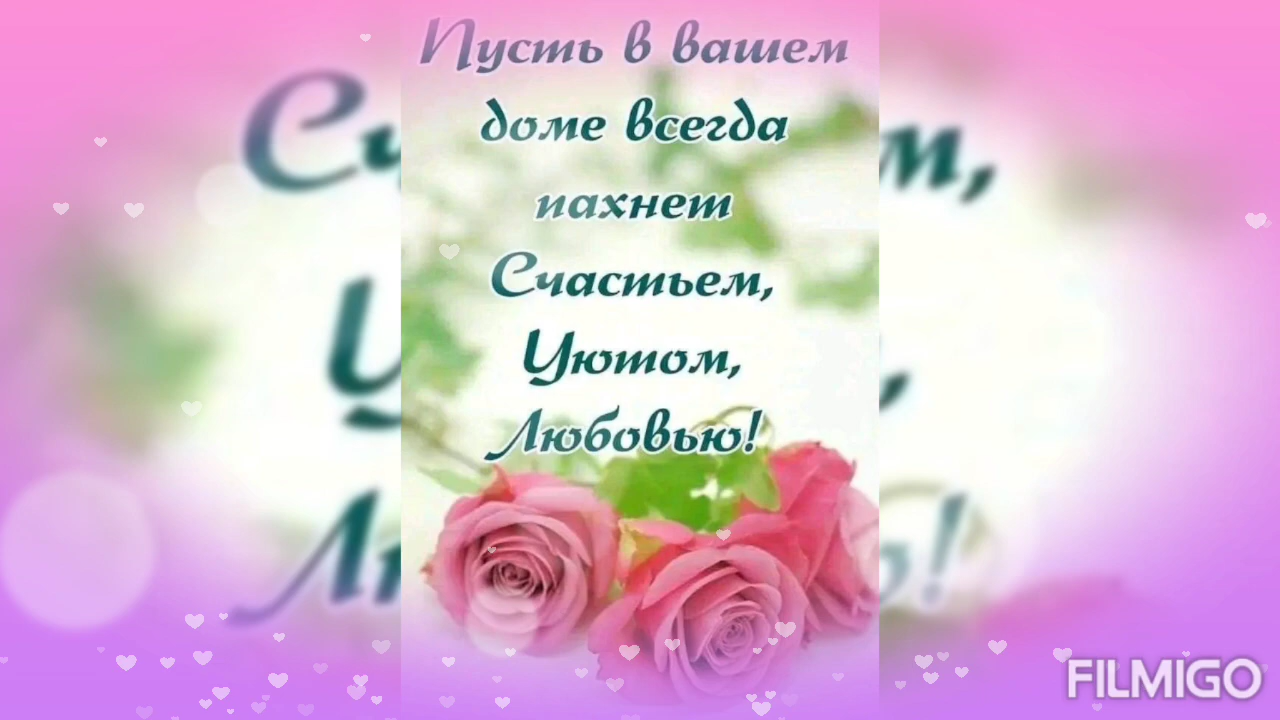 Пусть в вашем
доме всегда
пахнет
Счастьем,
Уютом,
Любовью!
FILMIGO